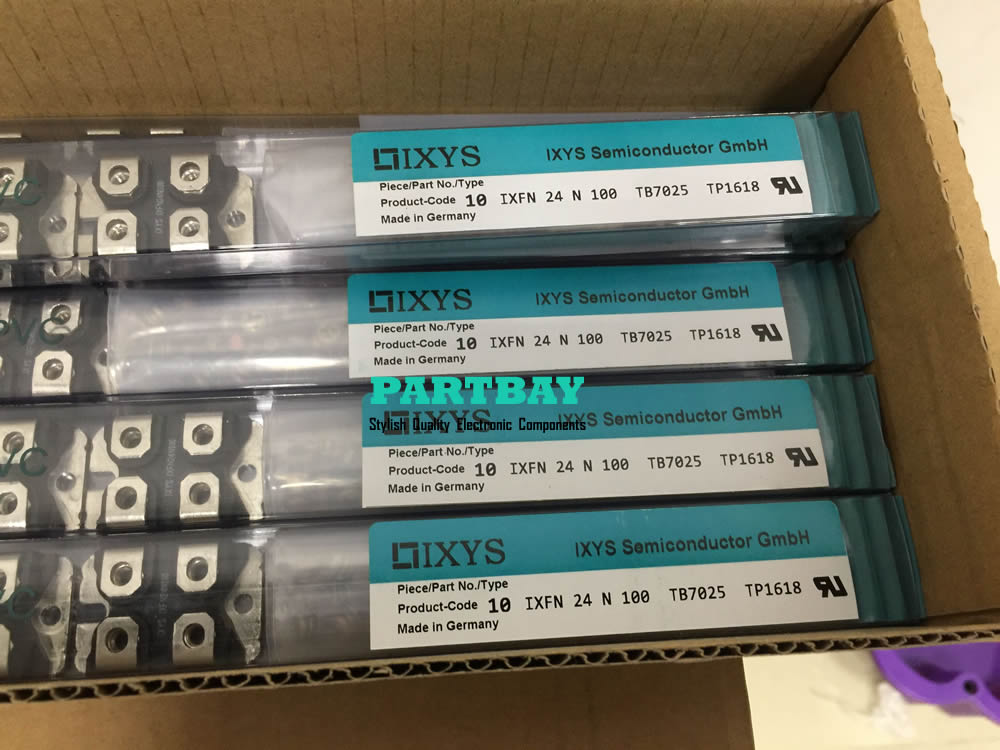 IXYS IXYS Semiconductor GmbH
Piece/Part No./Type
Product-Code 10 IXFN 24 N 100 TB7025 TP1618
Made in Germany
PVC
IXYS IXYS Semiconductor GmbH
Piece/Part No./Type
Product-Code 10 IXFN 24 N 100 TB7025 TP1618
Made in Germany
PVC
PARTBAY
Stylish Quality Electronic Components
IXYS IXYS Semiconductor GmbH
Piece/Part No./Type
Product-Code 10 IXFN 24 N 100 TB7025 TP1618
Made in Germany
PVC
IXYS IXYS Semiconductor GmbH
Piece/Part No./Type
Product-Code 10 IXFN 24 N 100 TB7025 TP1618
Made in Germany